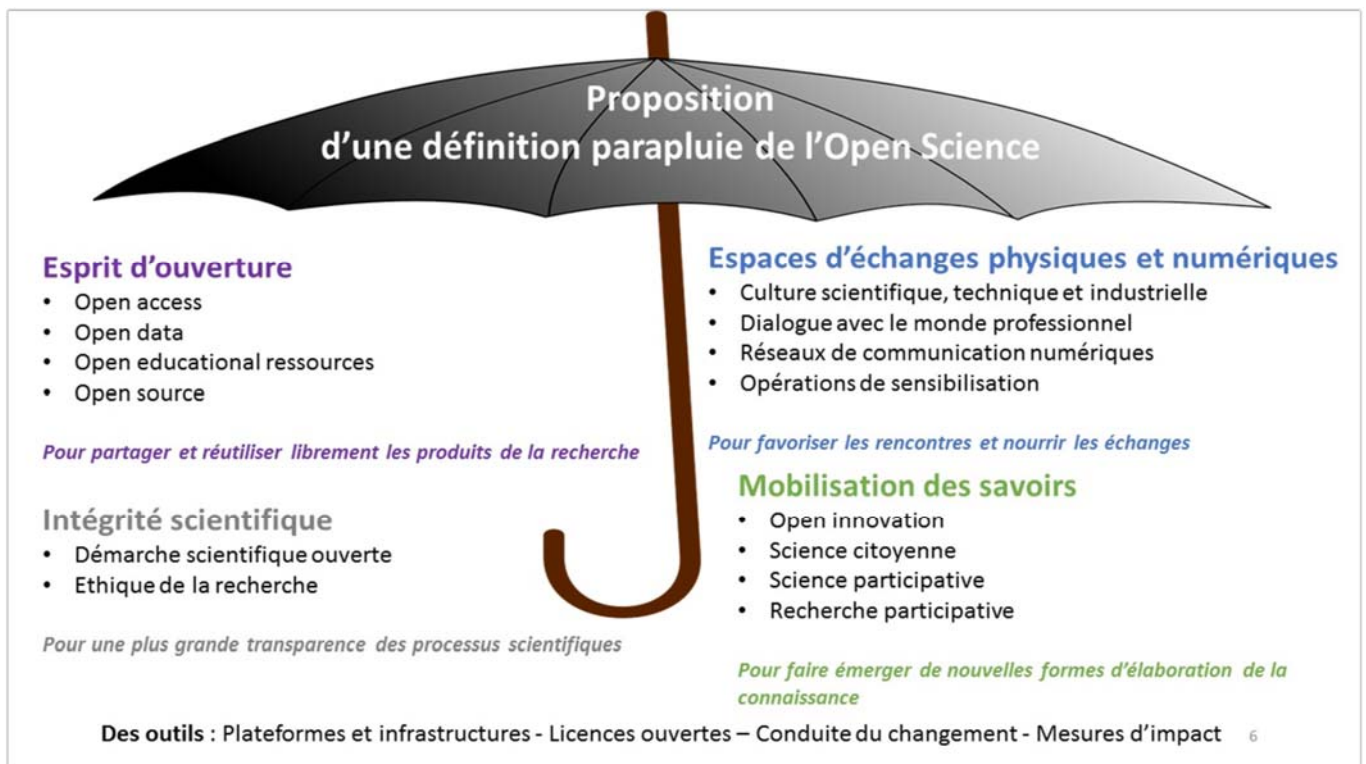 Proposition
d'une définition parapluie de l'Open Science
Esprit d'ouverture
• Open access
• Open data
• Open educational ressources
• Open source
Pour partager et réutiliser librement les produits de la recherche
Intégrité scientifique
• Démarche scientifique ouverte
• Ethique de la recherche
Pour une plus grande transparence des processus scientifiques
Espaces d'échanges physiques et numériques
• Culture scientifique, technique et industrielle
• Dialogue avec le monde professionnel
• Réseaux de communication numériques
• Opérations de sensibilisation
Pour favoriser les rencontres et nourrir les échanges
Mobilisation des savoirs
• Open innovation
• Science citoyenne
• Science participative
• Recherche participative
Pour faire émerger de nouvelles formes d'élaboration de la
connaissance
Des outils : Plateformes et infrastructures - Licences ouvertes – Conduite du changement - Mesures d'impact 6